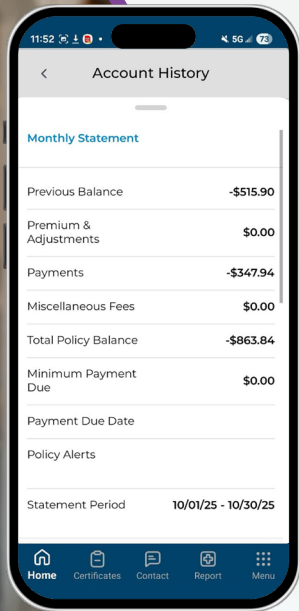 11:52 5G 73
Account History
Monthly Statement
Previous Balance -$515.90
Premium &
Adjustments $0.00
Payments -$347.94
Miscellaneous Fees $0.00
Total Policy Balance -$863.84
Minimum Payment
Due $0.00
Payment Due Date
Policy Alerts
Statement Period 10/01/25 - 10/30/25
Home Certificates Contact Report Menu